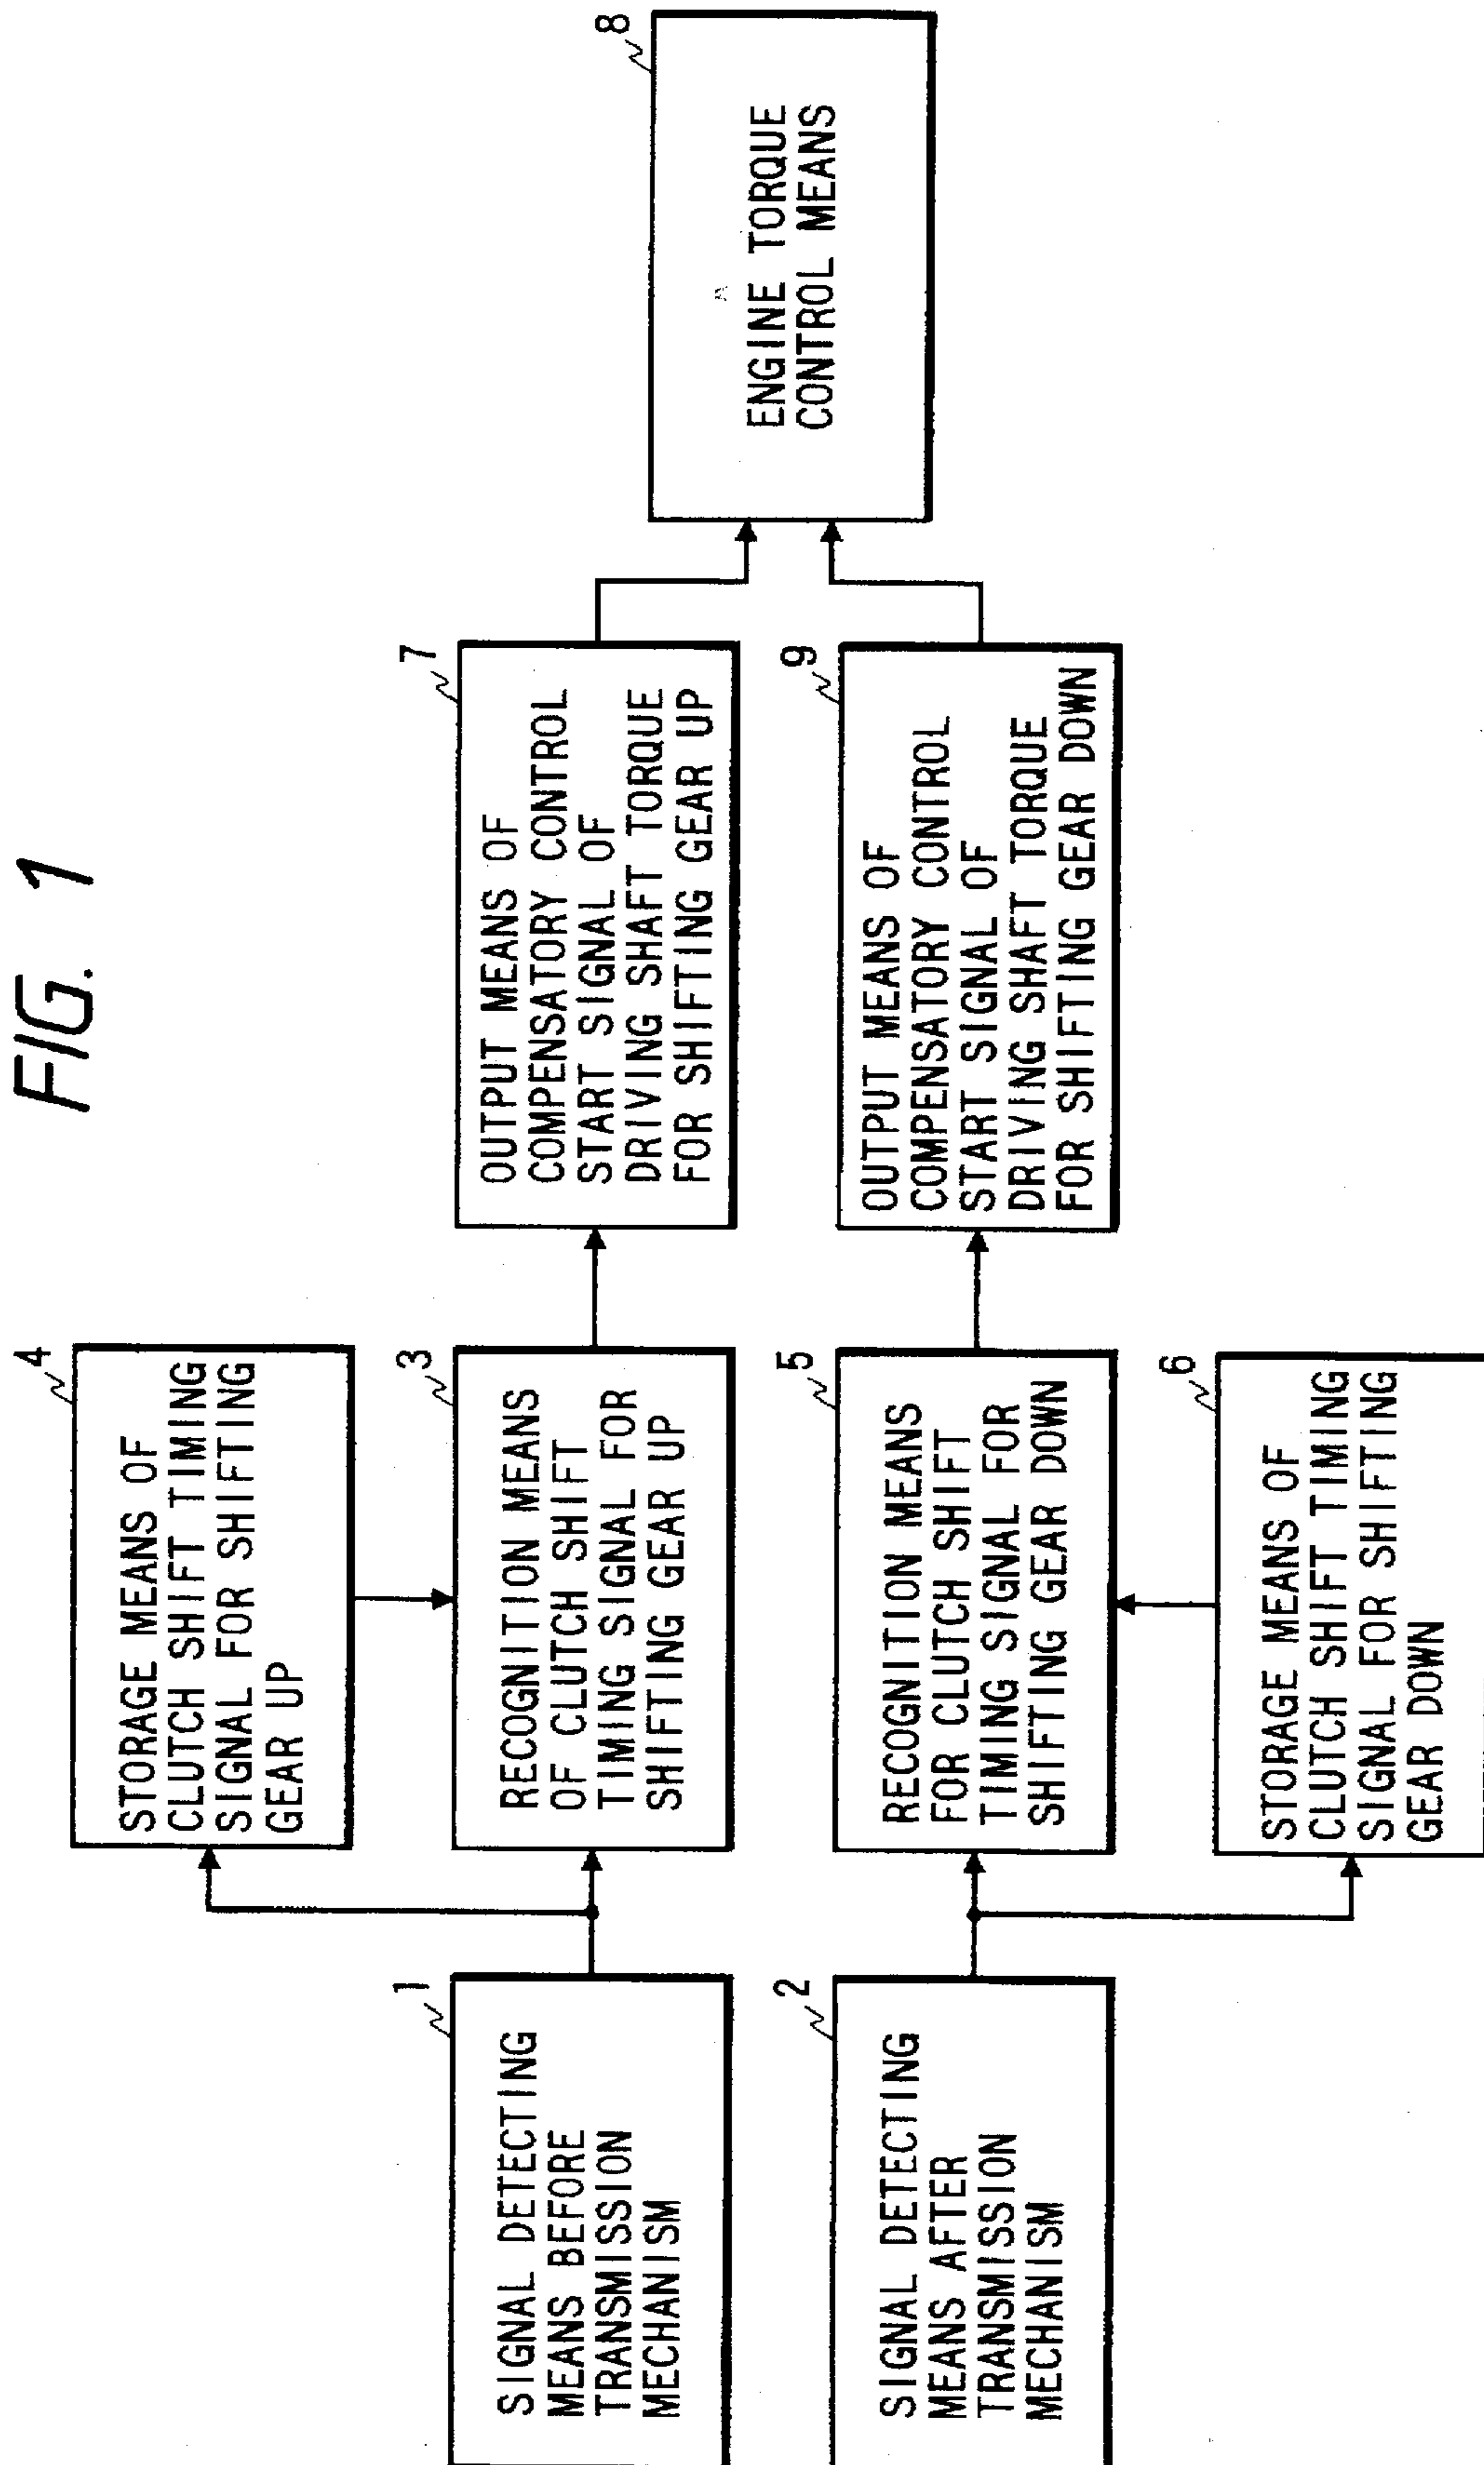 FIG. 1
4
STORAGE MEANS OF
CLUTCH SHIFT TIMING
SIGNAL FOR SHIFTING
GEAR UP
1
SIGNAL DETECTING
MEANS BEFORE
TRANSMISSION
MECHANISM
3
RECOGNITION MEANS
OF CLUTCH SHIFT
TIMING SIGNAL FOR
SHIFTING GEAR UP
7
OUTPUT MEANS OF
COMPENSATORY CONTROL
START SIGNAL OF
DRIVING SHAFT TORQUE
FOR SHIFTING GEAR UP
8
ENGINE TORQUE
CONTROL MEANS
2
SIGNAL DETECTING
MEANS AFTER
TRANSMISSION
MECHANISM
5
RECOGNITION MEANS
FOR CLUTCH SHIFT
TIMING SIGNAL FOR
SHIFTING GEAR DOWN
9
OUTPUT MEANS OF
COMPENSATORY CONTROL
START SIGNAL OF
DRIVING SHAFT TORQUE
FOR SHIFTING GEAR DOWN
6
STORAGE MEANS OF
CLUTCH SHIFT TIMING
SIGNAL FOR SHIFTING
GEAR DOWN